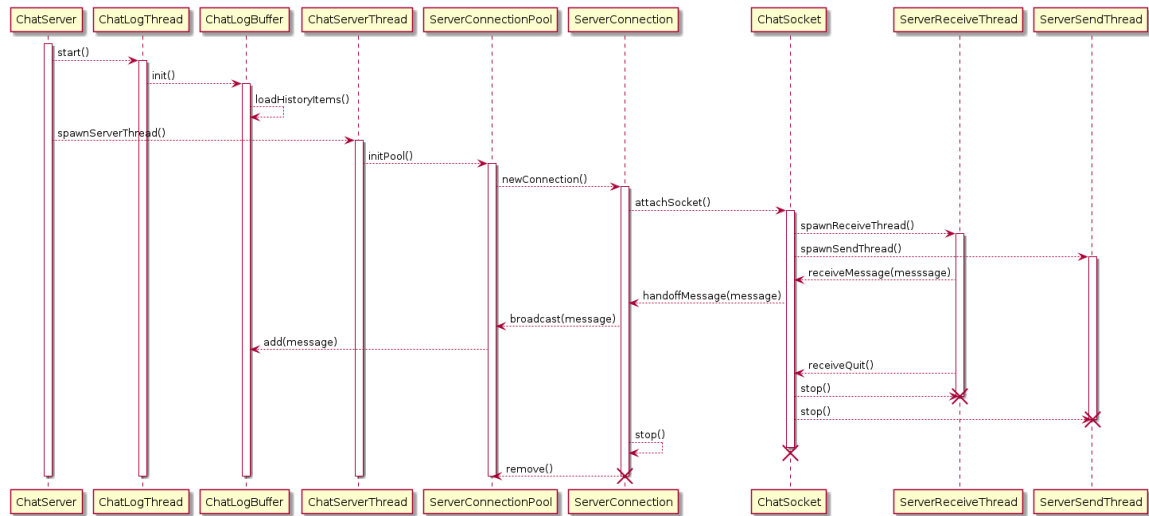 ChatServer ChatLogThread ChatLogBuffer ChatServerThread ServerConnectionPool ServerConnection ChatSocket ServerReceiveThread ServerSendThread
start()
init()
loadHistoryItems()
spawnServerThread()
initPool()
newConnection()
attachSocket()
spawnReceiveThread()
spawnSendThread()
receiveMessage(messsage)
handoffMessage(message)
broadcast(message)
add(message)
receiveQuit()
stop()
stop()
stop()
remove()
ChatServer ChatLogThread ChatLogBuffer ChatServerThread ServerConnectionPool ServerConnection ChatSocket ServerReceiveThread ServerSendThread